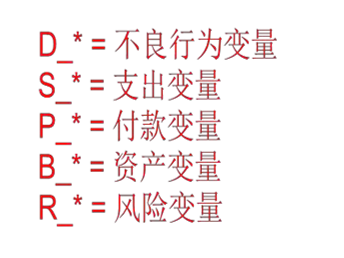 D_* = 不良行为变量
S_* = 支出变量
P_* = 付款变量
B_* = 资产变量
R_* = 风险变量